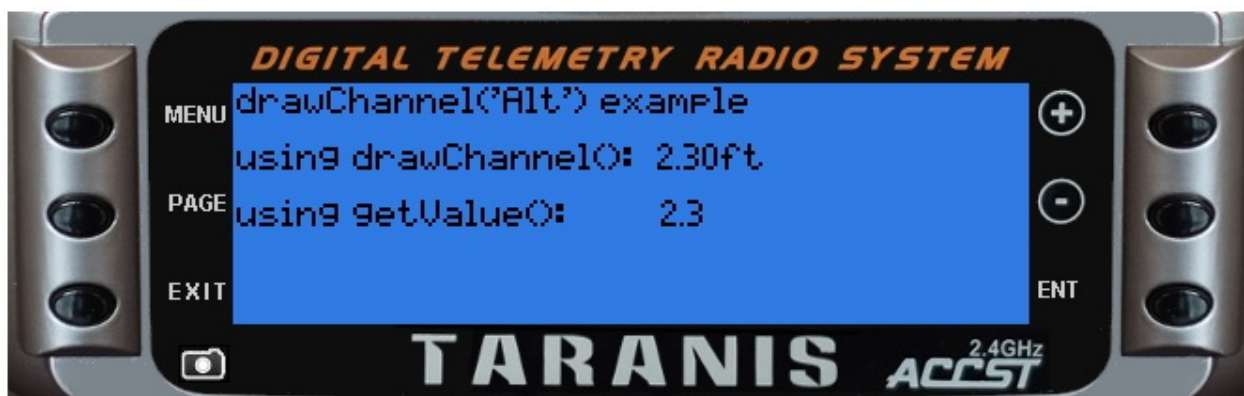 DIGITAL TELEMETRY RADIO SYSTEM
MENU
drawChannel('Alt') example
using drawChannel(): 2.30ft
PAGE
using getValue(): 2.3
EXIT
+
-
ENT
TARANIS
2.4GHz
ACCST